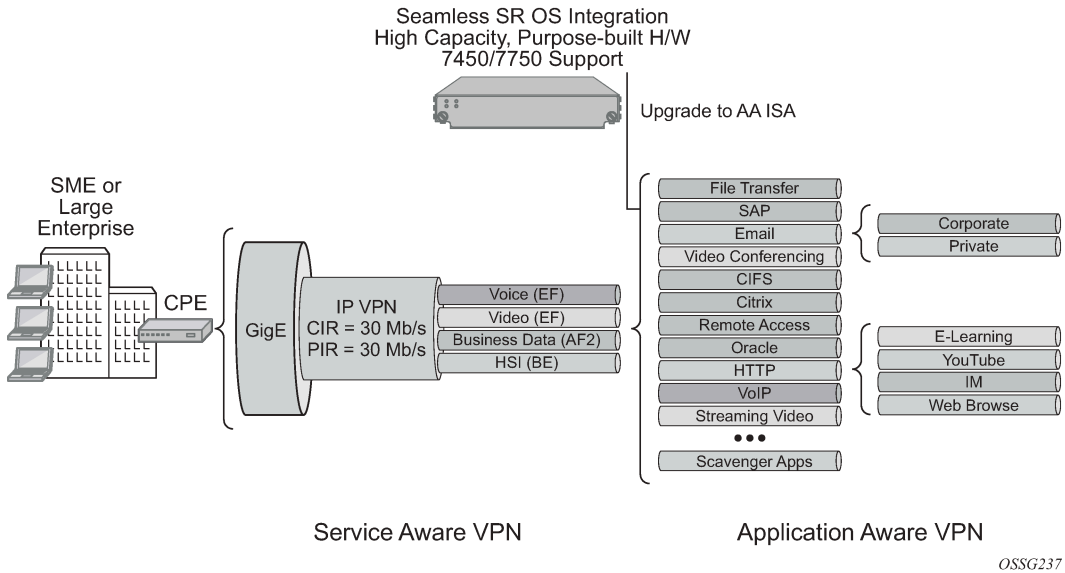 Seamless SR OS Integration
High Capacity, Purpose-built H/W
7450/7750 Support
Upgrade to AA ISA
SME or
Large
Enterprise
CPE
GigE
IP VPN
CIR = 30 Mb/s
PIR = 30 Mb/s
Voice (EF)
Video (EF)
Business Data (AF2)
HSI (BE)
File Transfer
SAP
Email
Video Conferencing
CIFS
Citrix
Remote Access
Oracle
HTTP
VoIP
Streaming Video
•••
Scavenger Apps
Corporate
Private
E-Learning
YouTube
IM
Web Browse
Service Aware VPN
Application Aware VPN
OSSG237